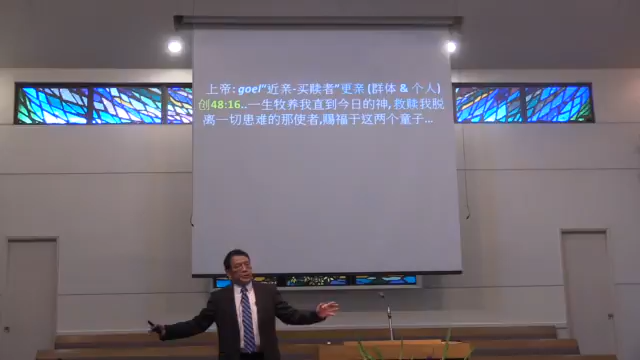 上帝: goel"近亲-买赎者"更亲 (群体 & 个人)
创48:16..一生牧养我直到今日的神, 救赎我脱
离一切患难的那使者,赐福于这两个童子...